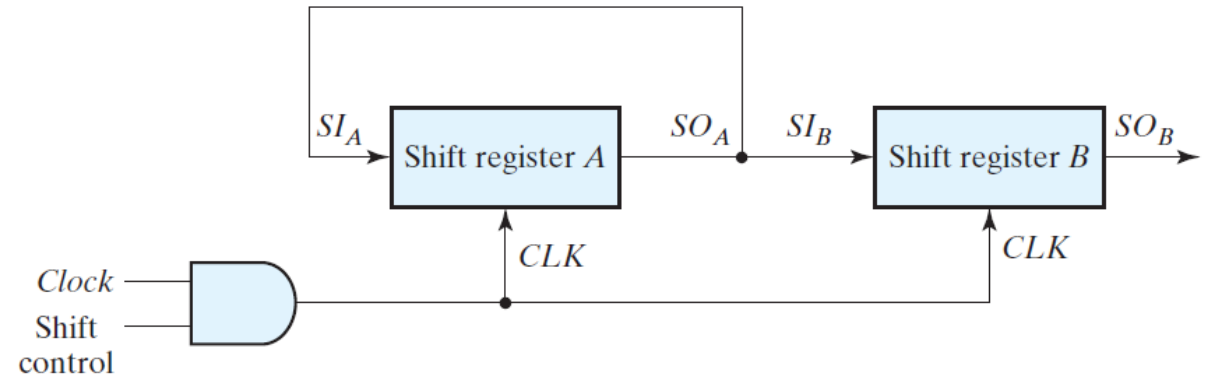 SI_A
Shift register A
SO_A
SI_B
Shift register B
SO_B
CLK
CLK
Clock
Shift
control